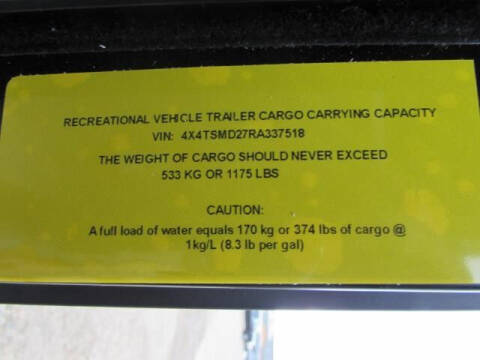 RECREATIONAL VEHICLE TRAILER CARGO CARRYING CAPACITY
VIN: 4X4TSMD27RA337518
THE WEIGHT OF CARGO SHOULD NEVER EXCEED
533 KG OR 1175 LBS
CAUTION:
A full load of water equals 170 kg or 374 lbs of cargo @
1kg/L (8.3 lb per gal)